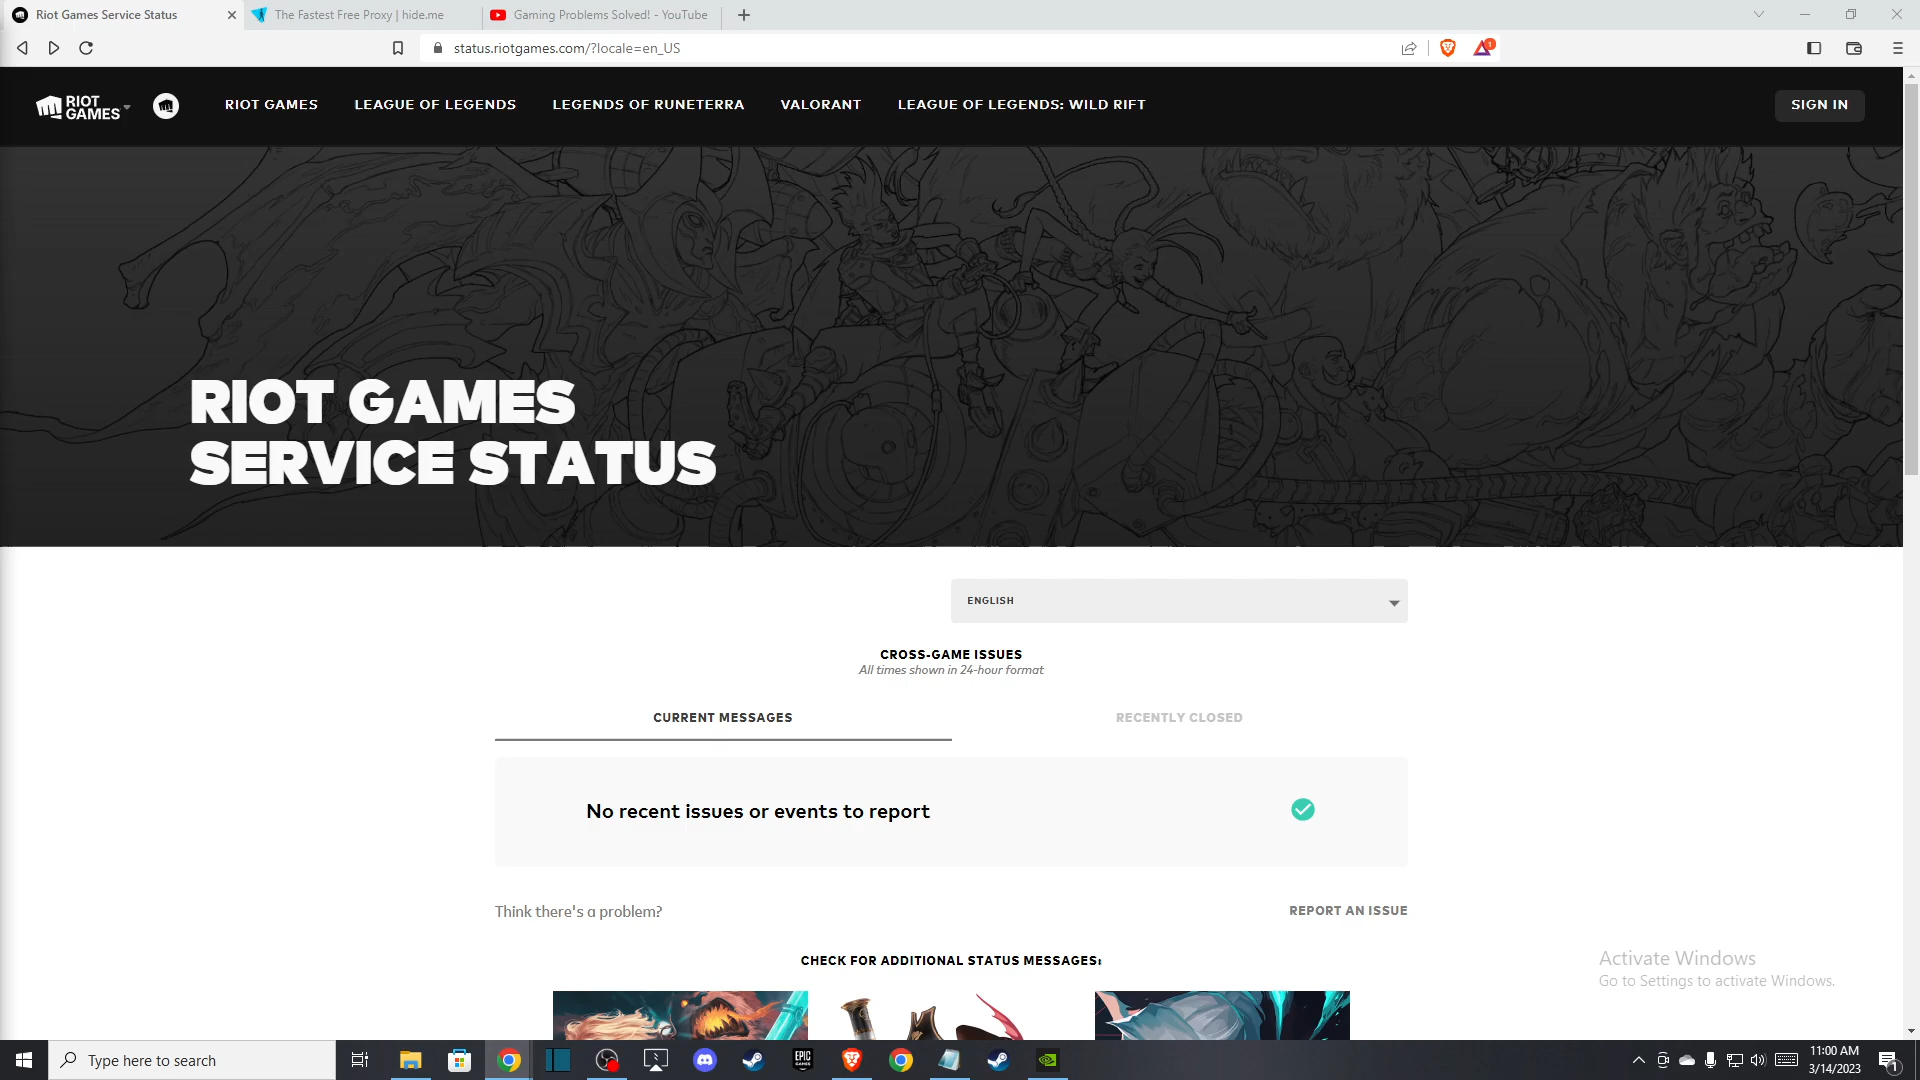 Riot Games Service Status
The Fastest Free Proxy | hide.me
Gaming Problems Solved! - YouTube
status.riotgames.com/?locale=en_US
1
RIOT GAMES
RIOT GAMES
LEAGUE OF LEGENDS
LEGENDS OF RUNETERRA
VALORANT
LEAGUE OF LEGENDS: WILD RIFT
SIGN IN
RIOT GAMES
SERVICE STATUS
ENGLISH
CROSS-GAME ISSUES
All times shown in 24-hour format
CURRENT MESSAGES
RECENTLY CLOSED
No recent issues or events to report
Think there's a problem?
REPORT AN ISSUE
CHECK FOR ADDITIONAL STATUS MESSAGES:
Activate Windows
Go to Settings to activate Windows.
Type here to search
EPIC
GAMES
11:00 AM
3/14/2023
1